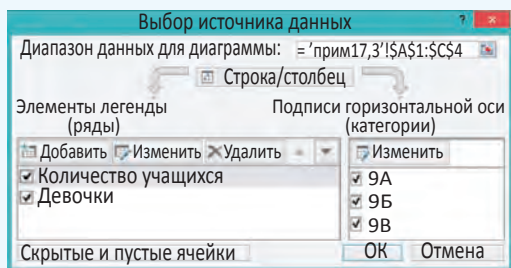 Выбор источника данных
Диапазон данных для диаграммы: ='прим17,3'!$A$1:$C$4
Строка/столбец
Элементы легенды (ряды)
Добавить Изменить Удалить
Количество учащихся
Девочки
Подписи горизонтальной оси (категории)
Изменить
9А
9Б
9В
Скрытые и пустые ячейки
ОК Отмена